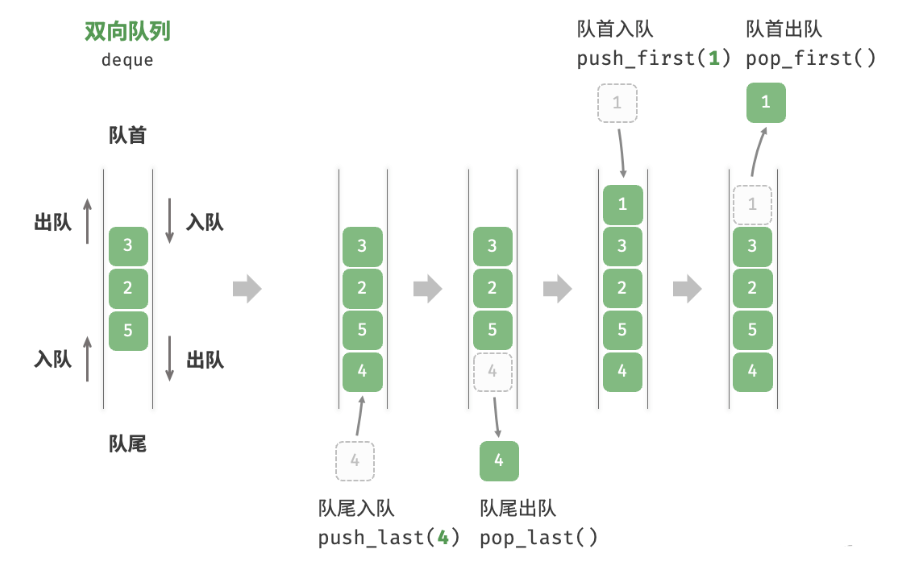 双向队列
deque
队首
出队
入队
3
2
5
入队
出队
队尾
3
2
5
4
4
队尾入队
push_last(4)
3
2
5
4
4
队尾出队
pop_last()
队首入队
push_first(1)
1
1
3
2
5
4
队首出队
pop_first()
1
1
3
2
5
4